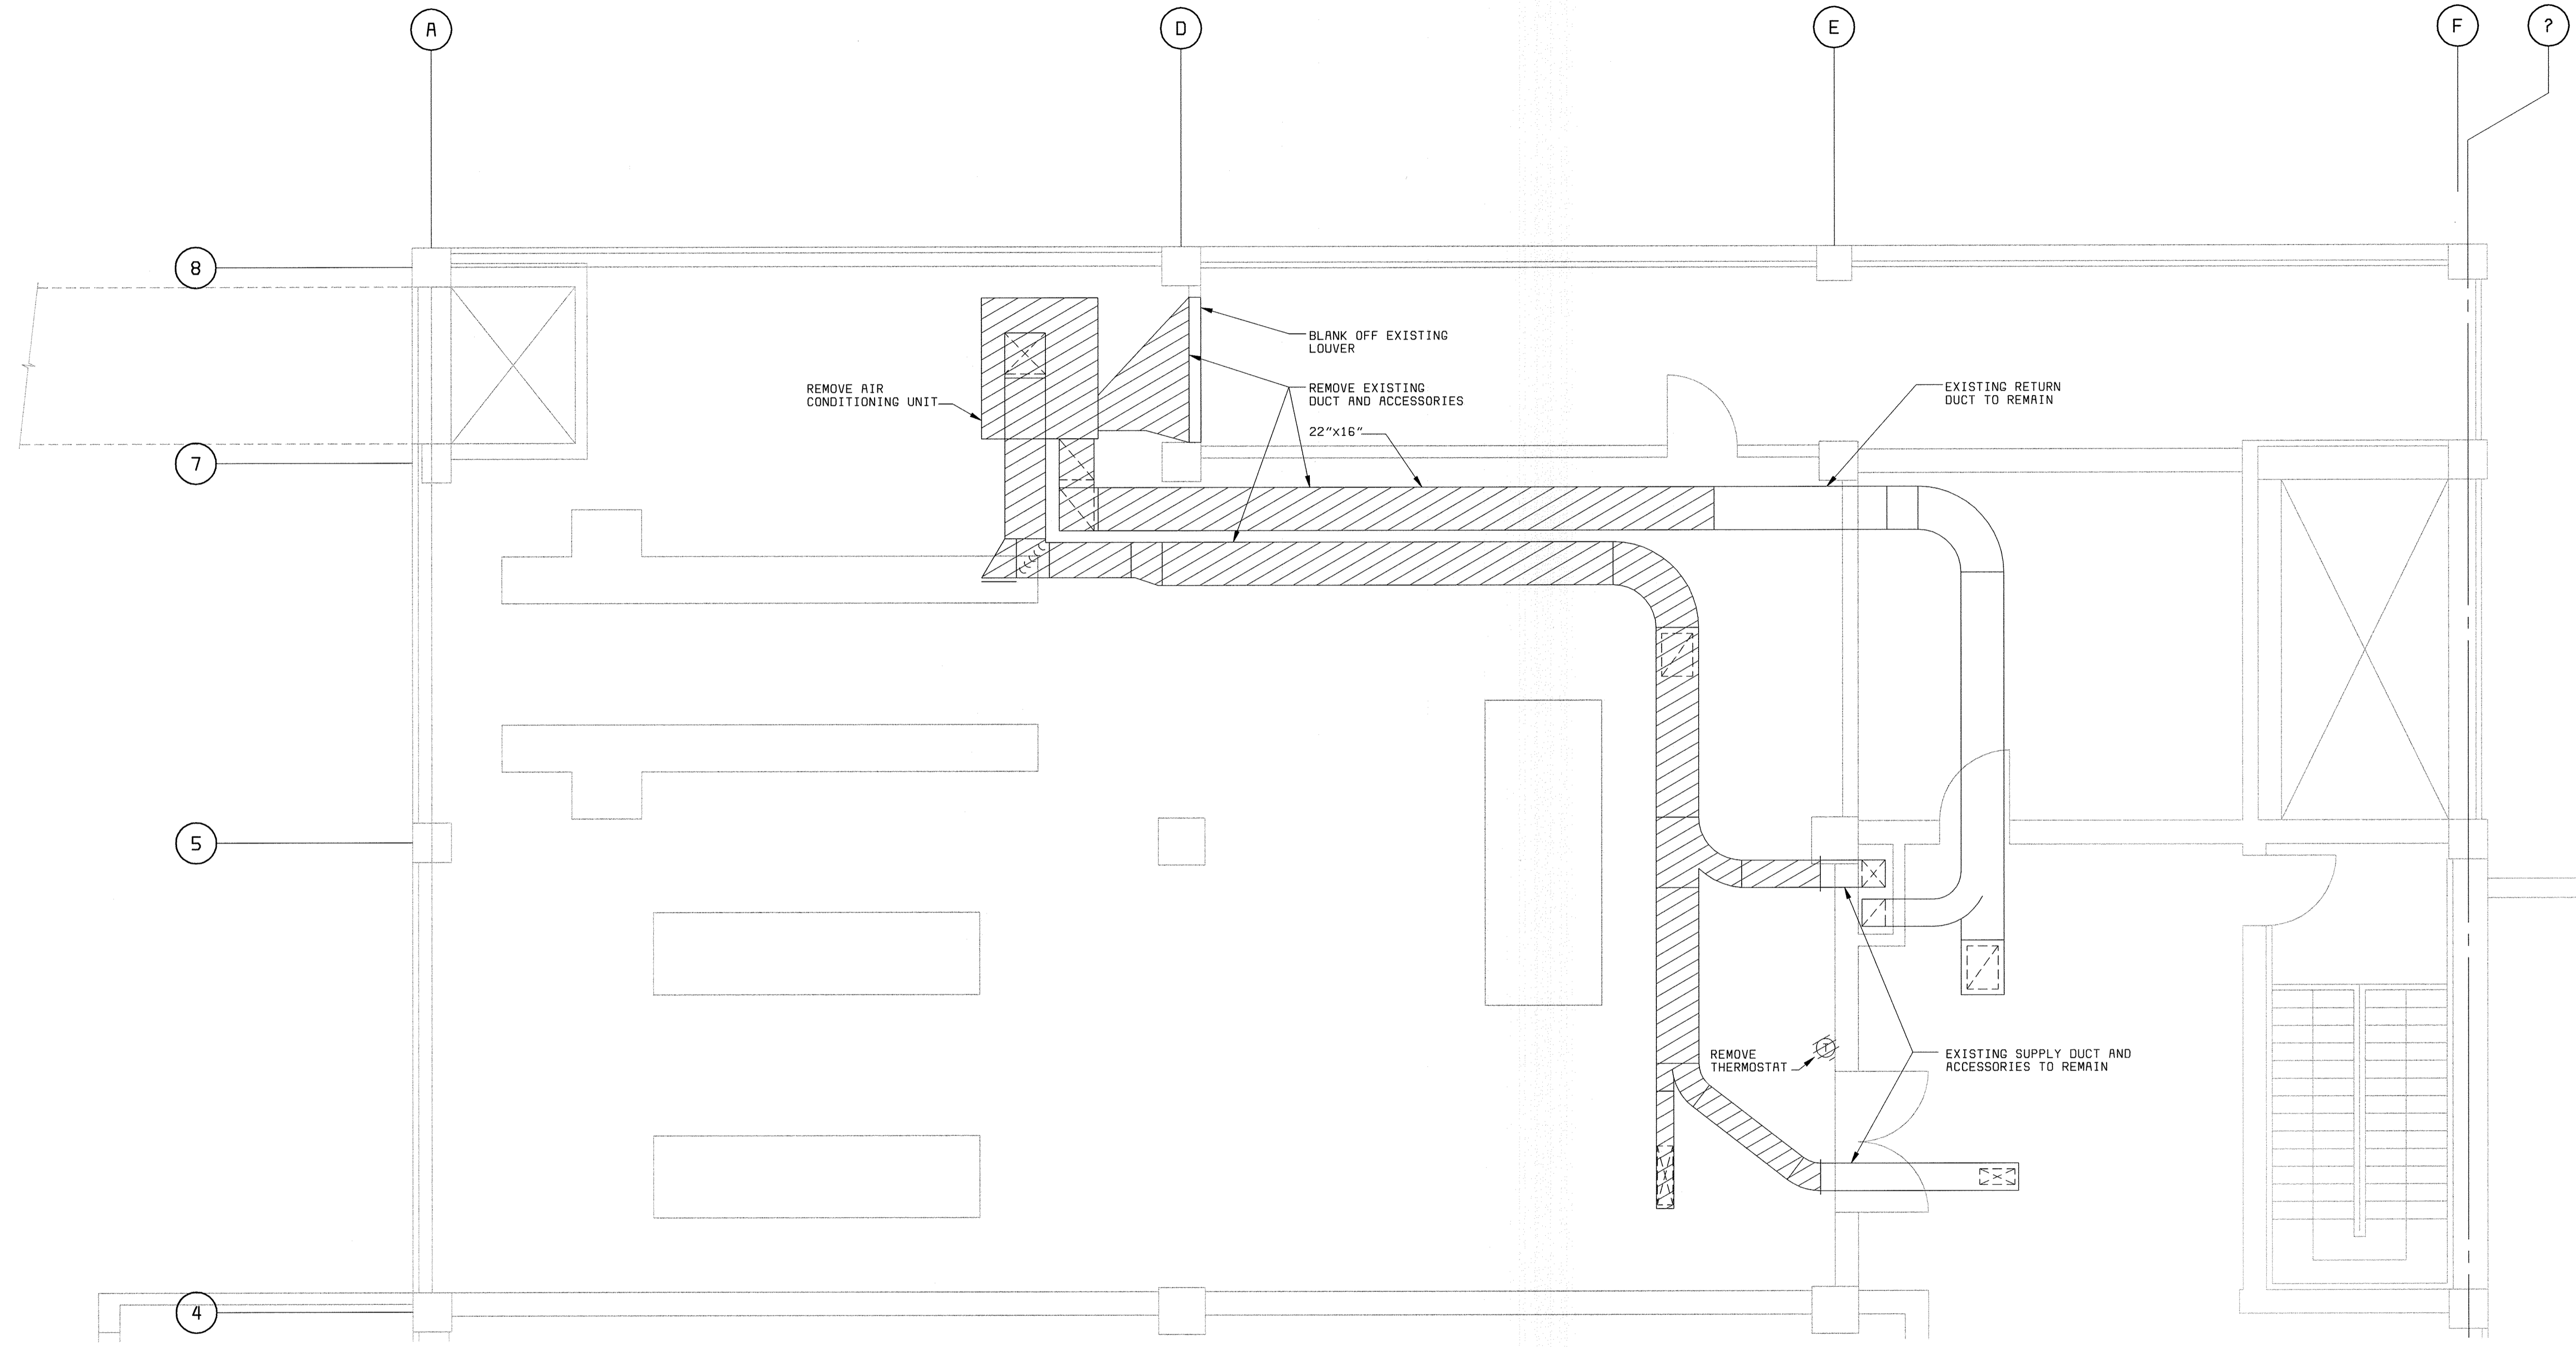 A
D
E
F
?
8
BLANK OFF EXISTING
LOUVER
REMOVE AIR
CONDITIONING UNIT
REMOVE EXISTING
DUCT AND ACCESSORIES
EXISTING RETURN
DUCT TO REMAIN
22"x16"
7
5
REMOVE
THERMOSTAT
T
EXISTING SUPPLY DUCT AND
ACCESSORIES TO REMAIN
4